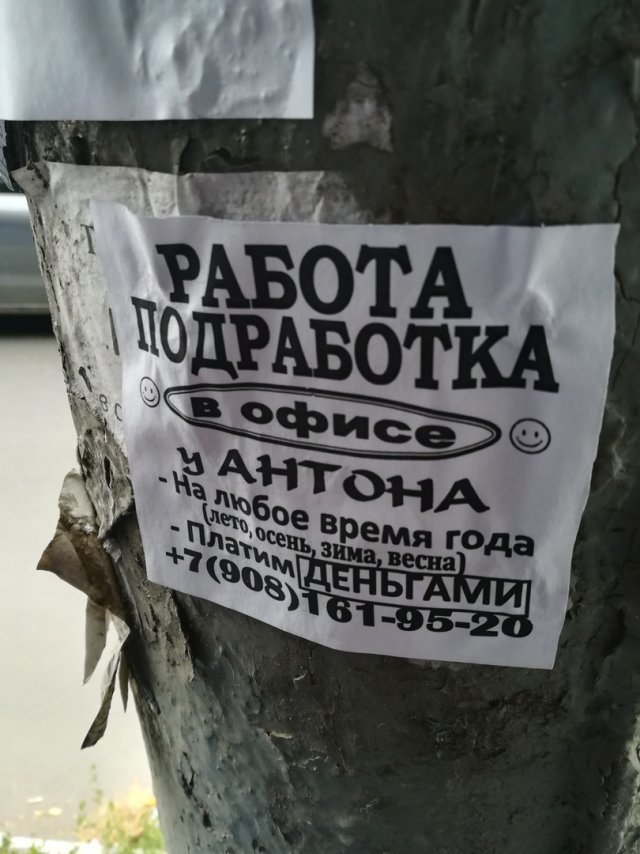 РАБОТА
ПОДРАБОТКА
в офисе
у АНТОНА
- На любое время года
(лето, осень, зима, весна)
- Платим ДЕНЬГАМИ
+7(908)161-95-20